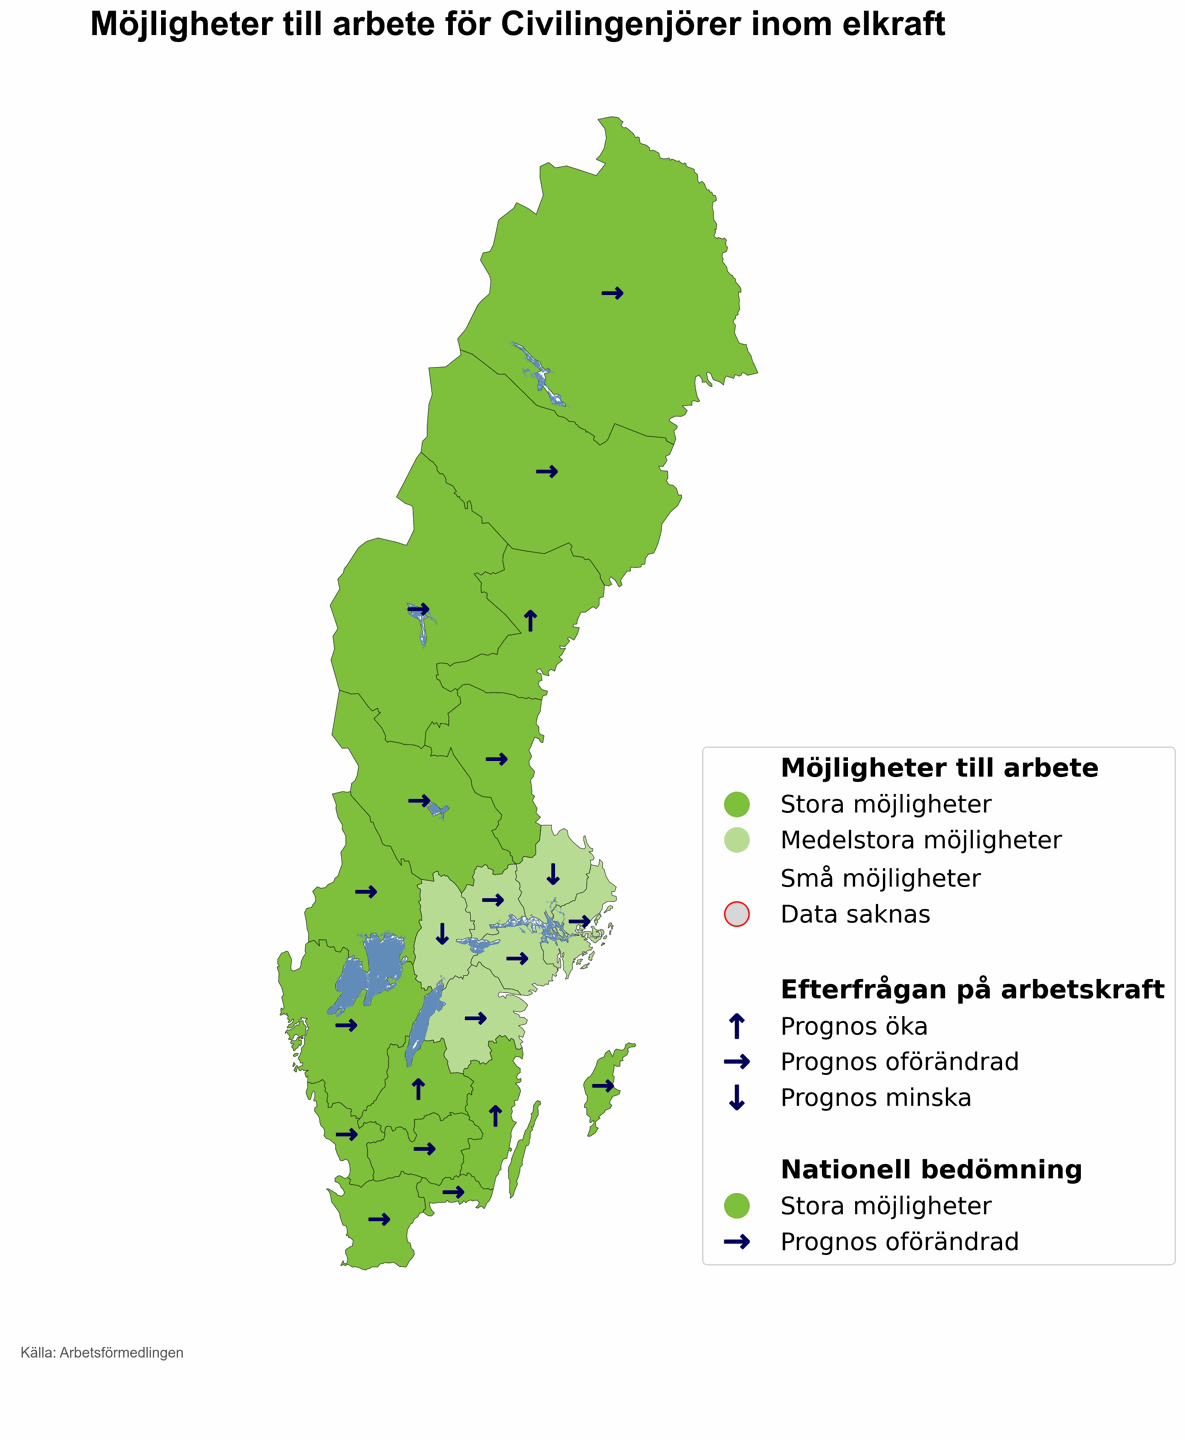 Möjligheter till arbete för Civilingenjörer inom elkraft
Möjligheter till arbete
Stora möjligheter
Medelstora möjligheter
Små möjligheter
Data saknas
Efterfrågan på arbetskraft
Prognos öka
Prognos oförändrad
Prognos minska
Nationell bedömning
Stora möjligheter
Prognos oförändrad
Källa: Arbetsförmedlingen